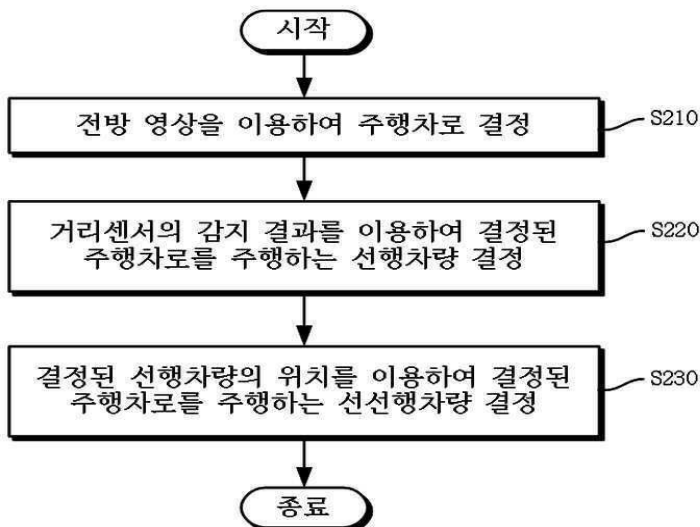 시작
전방 영상을 이용하여 주행차로 결정
S210
거리센서의 감지 결과를 이용하여 결정된
주행차로를 주행하는 선행차량 결정
S220
결정된 선행차량의 위치를 이용하여 결정된
주행차로를 주행하는 선선행차량 결정
S230
종료